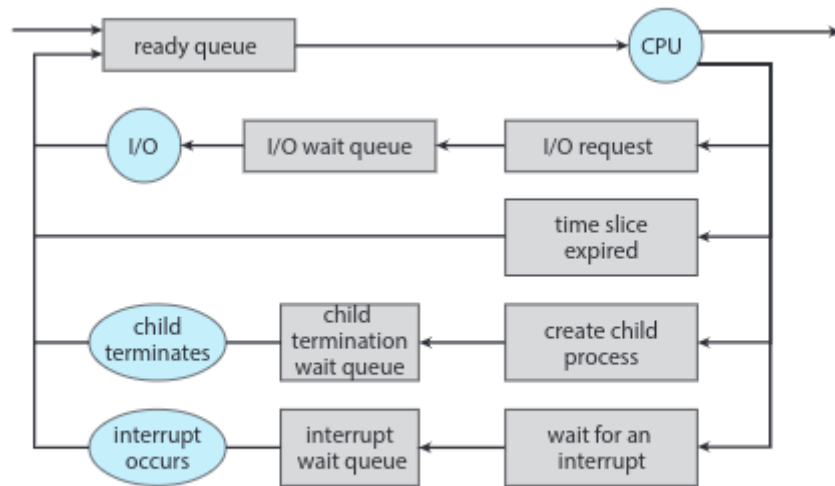 ready queue
CPU
I/O
I/O wait queue
I/O request
time slice
expired
child
terminates
child
termination
wait queue
create child
process
interrupt
occurs
interrupt
wait queue
wait for an
interrupt